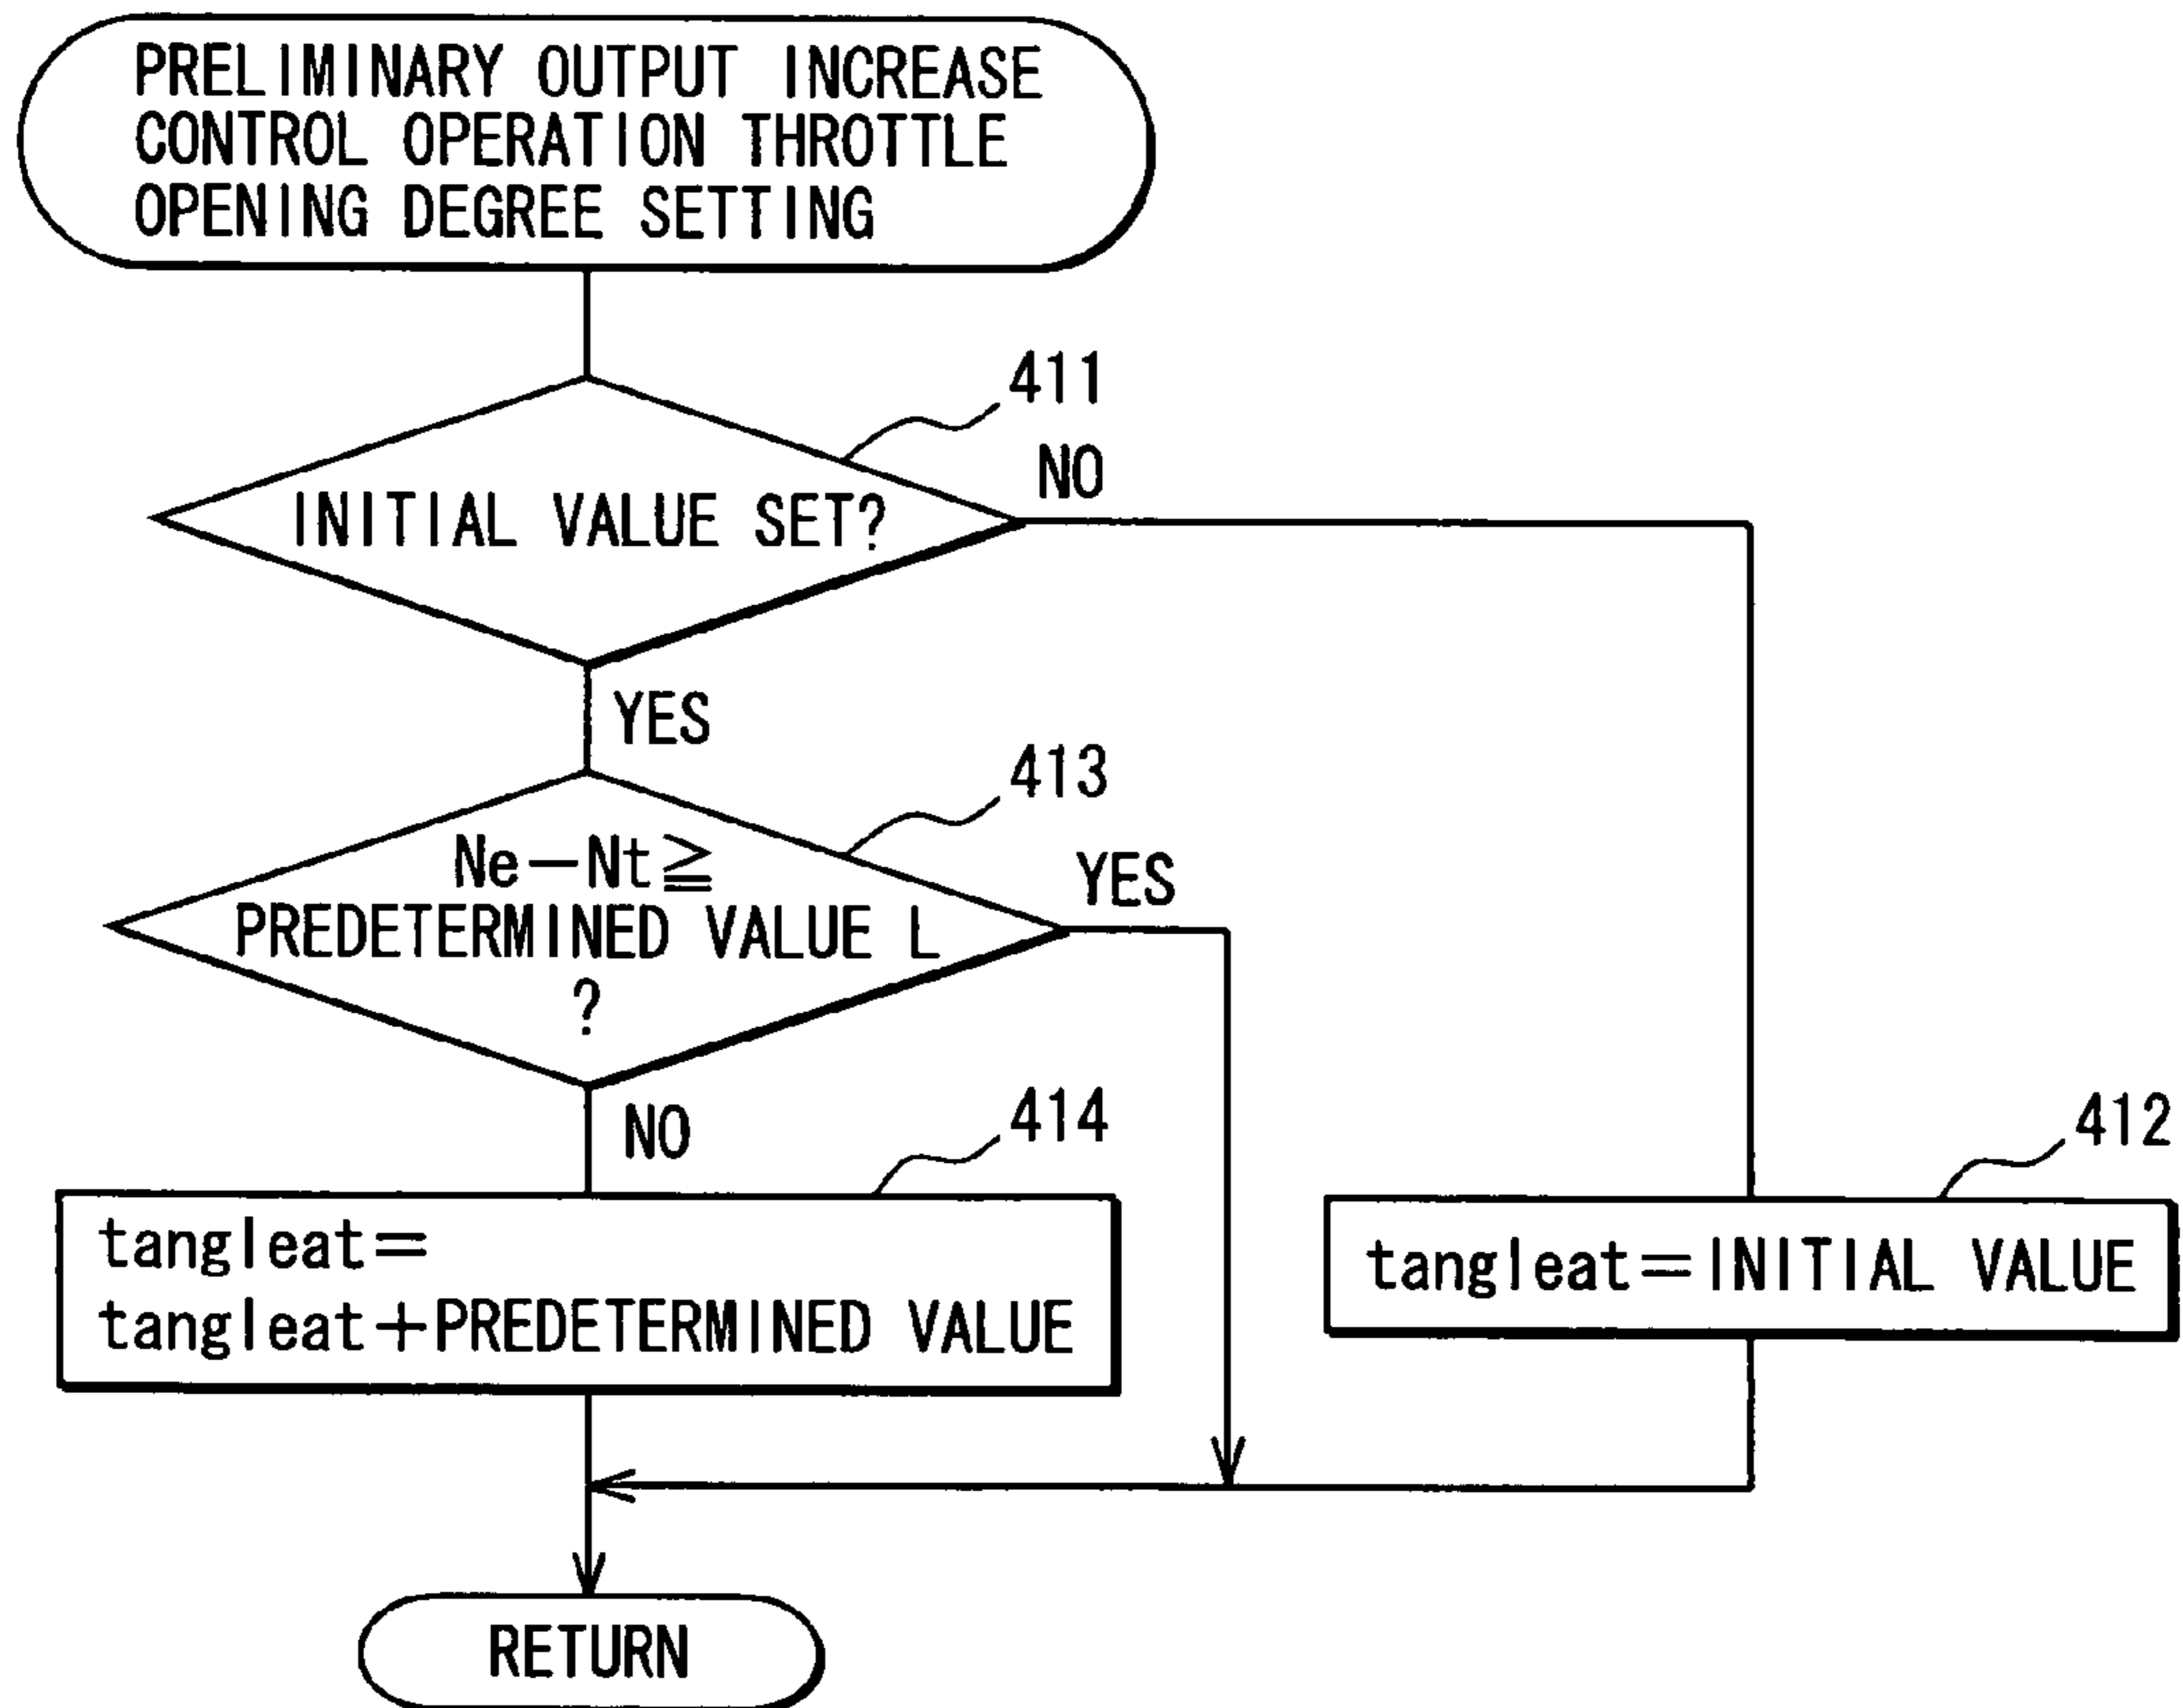 PRELIMINARY OUTPUT INCREASE
CONTROL OPERATION THROTTLE
OPENING DEGREE SETTING
411
NO
INITIAL VALUE SET?
YES
413
Ne-Nt≧
YES
PREDETERMINED VALUE L
?
NO
414
412
tangleat=
tangleat+PREDETERMINED VALUE
tangleat=INITIAL VALUE
RETURN